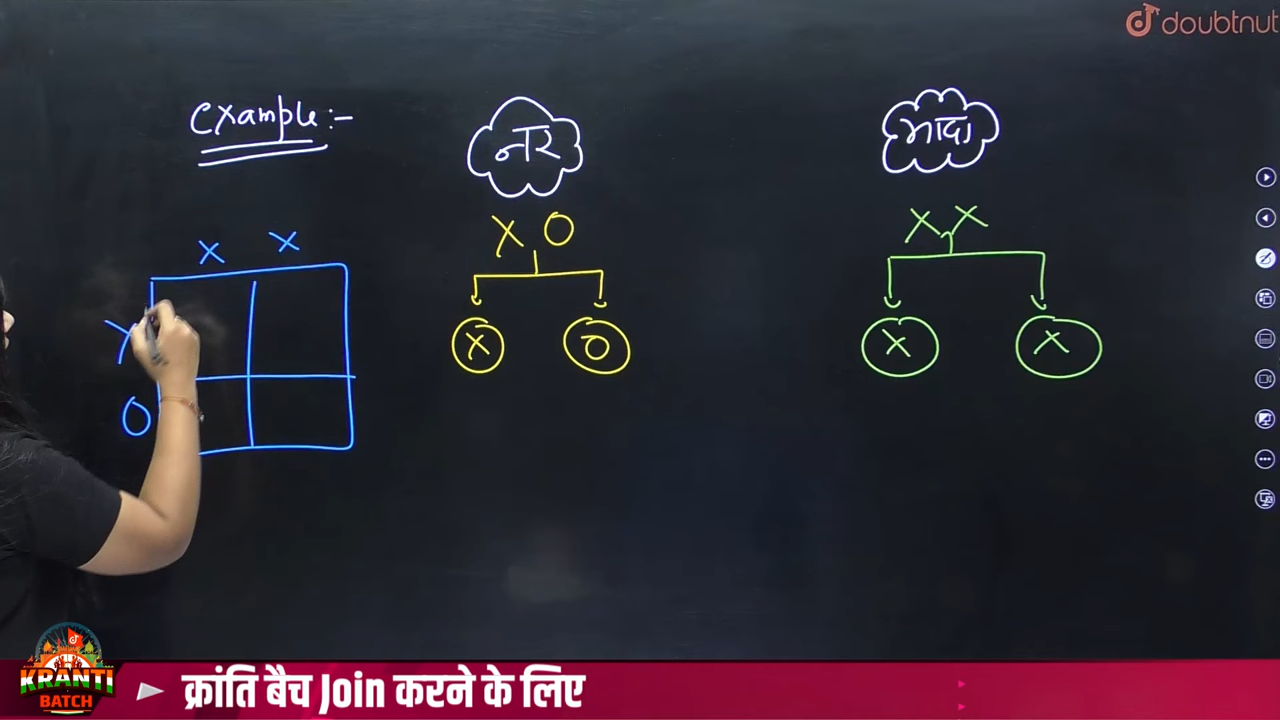 doubtnut
example:-
नर
मादा
X O
X X
X X
X
O
X
O
X
X
KRANTI
BATCH
क्रांति बैच Join करने के लिए